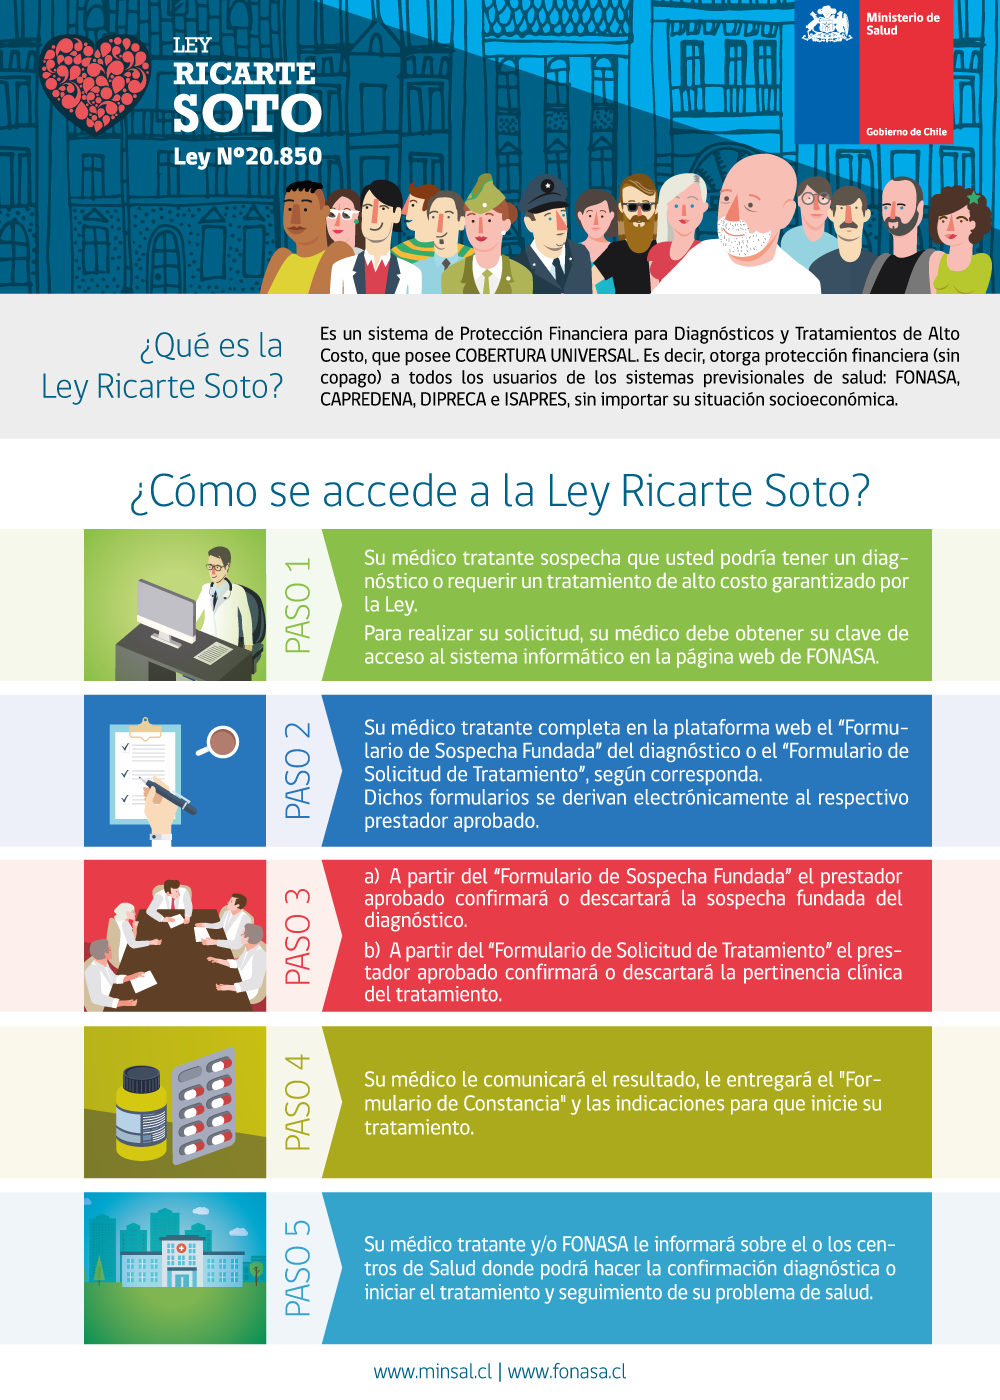 LEY
RICARTE
SOTO
Ley Nº20.850
Ministerio de
Salud
Gobierno de Chile
¿Qué es la
Ley Ricarte Soto?
Es un sistema de Protección Financiera para Diagnósticos y Tratamientos de Alto
Costo, que posee COBERTURA UNIVERSAL. Es decir, otorga protección financiera (sin
copago) a todos los usuarios de los sistemas previsionales de salud: FONASA,
CAPREDENA, DIPRECA e ISAPRES, sin importar su situación socioeconómica.
¿Cómo se accede a la Ley Ricarte Soto?
PASO 1
Su médico tratante sospecha que usted podría tener un diag-
nóstico o requerir un tratamiento de alto costo garantizado por
la Ley.
Para realizar su solicitud, su médico debe obtener su clave de
acceso al sistema informático en la página web de FONASA.
PASO 2
Su médico tratante completa en la plataforma web el “Formu-
lario de Sospecha Fundada” del diagnóstico o el “Formulario de
Solicitud de Tratamiento”, según corresponda.
Dichos formularios se derivan electrónicamente al respectivo
prestador aprobado.
PASO 3
a) A partir del “Formulario de Sospecha Fundada” el prestador
aprobado confirmará o descartará la sospecha fundada del
diagnóstico.
b) A partir del “Formulario de Solicitud de Tratamiento” el pres-
tador aprobado confirmará o descartará la pertinencia clínica
del tratamiento.
PASO 4
Su médico le comunicará el resultado, le entregará el "For-
mulario de Constancia" y las indicaciones para que inicie su
tratamiento.
PASO 5
Su médico tratante y/o FONASA le informará sobre el o los cen-
tros de Salud donde podrá hacer la confirmación diagnóstica o
iniciar el tratamiento y seguimiento de su problema de salud.
www.minsal.cl | www.fonasa.cl